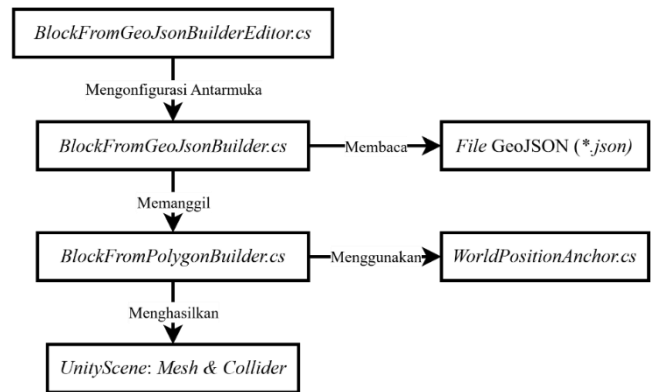 BlockFromGeoJsonBuilderEditor.cs
Mengonfigurasi Antarmuka
BlockFromGeoJsonBuilder.cs
Membaca
File GeoJSON (*.json)
Memanggil
BlockFromPolygonBuilder.cs
Menggunakan
WorldPositionAnchor.cs
Menghasilkan
UnityScene: Mesh & Collider